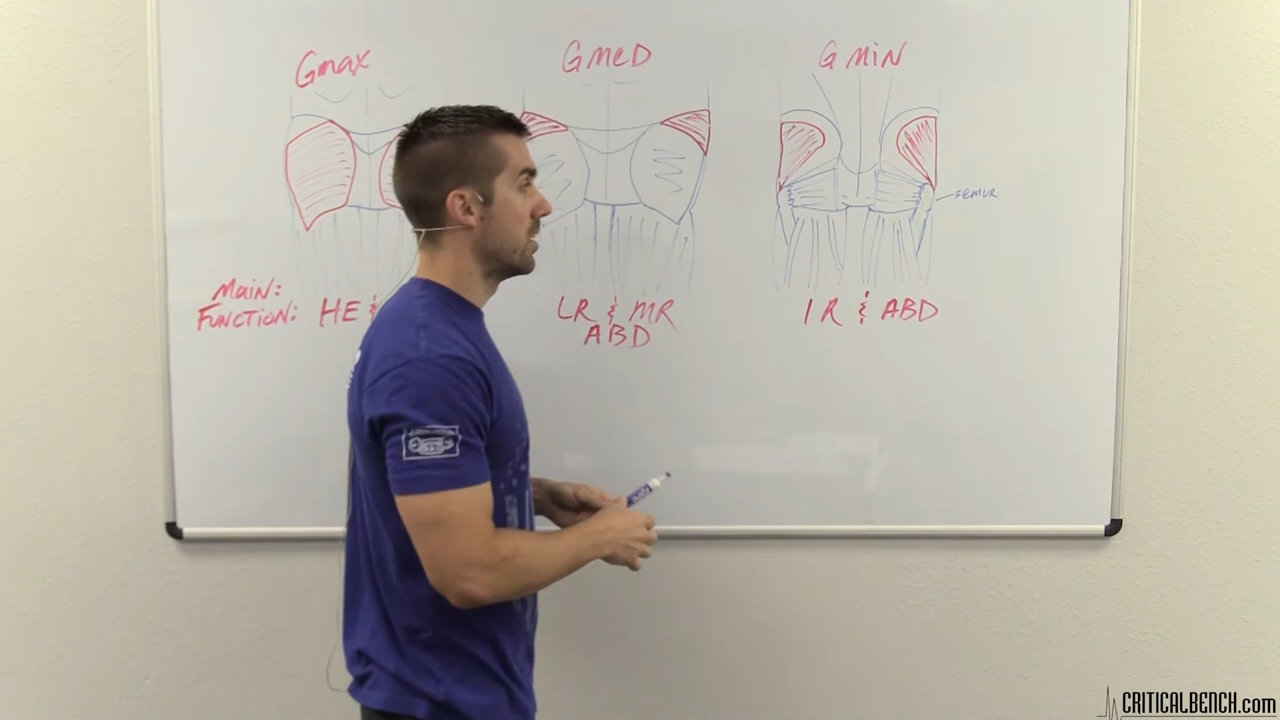 Gmax
GMeD
G MiN
FemuR
Main:
Function: HE &
LR & MR
ABD
IR & ABD
CRITICALBENCH.com